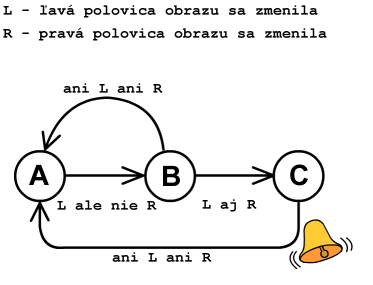 L - ľavá polovica obrazu sa zmenila
R - pravá polovica obrazu sa zmenila
ani L ani R
A
B
C
L ale nie R
L aj R
ani L ani R